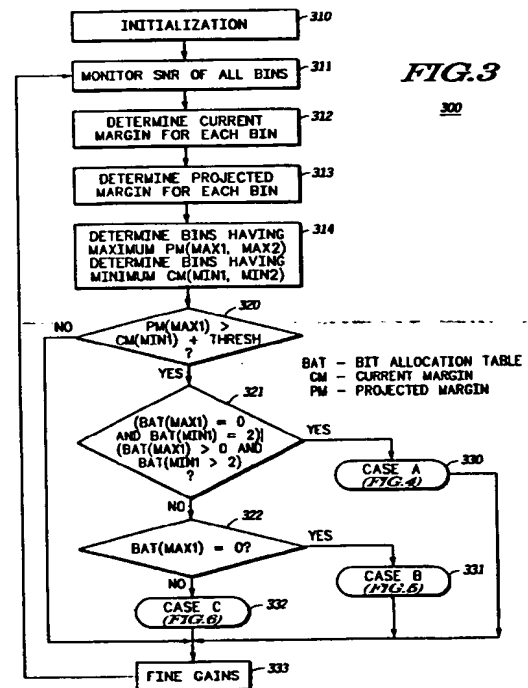 310
INITIALIZATION
311
MONITOR SNR OF ALL BINS
FIG.3
300
312
DETERMINE CURRENT
MARGIN FOR EACH BIN
313
DETERMINE PROJECTED
MARGIN FOR EACH BIN
314
DETERMINE BINS HAVING
MAXIMUM PM(MAX1, MAX2)
DETERMINE BINS HAVING
MINIMUM CM(MIN1, MIN2)
320
NO
PM(MAX1) >
CM(MIN1) + THRESH
?
BAT - BIT ALLOCATION TABLE
CM - CURRENT MARGIN
PM - PROJECTED MARGIN
YES
321
(BAT(MAX1) = 0
AND BAT(MIN1) = 2)|
(BAT(MAX1) > 0 AND
BAT(MIN1 > 2)
?
YES
330
CASE A
(FIG.4)
NO
322
BAT(MAX1) = 0?
YES
331
CASE B
(FIG.5)
NO
CASE C
(FIG.6)
332
FINE GAINS
333